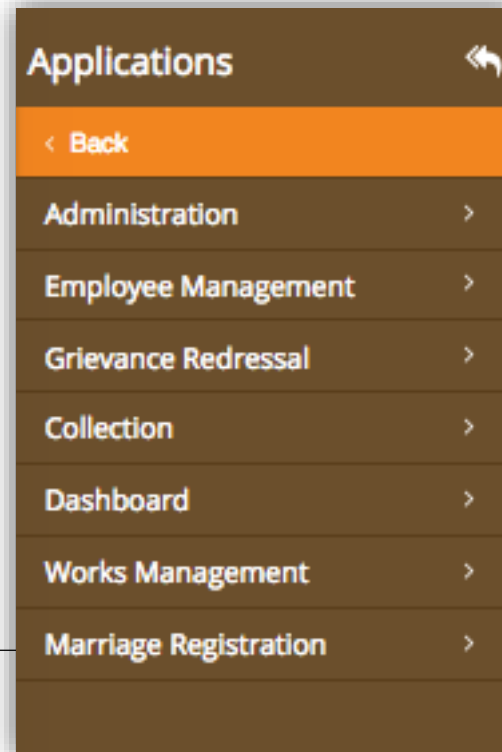 Applications
Back
Administration
Employee Management
Grievance Redressal
Collection
Dashboard
Works Management
Marriage Registration